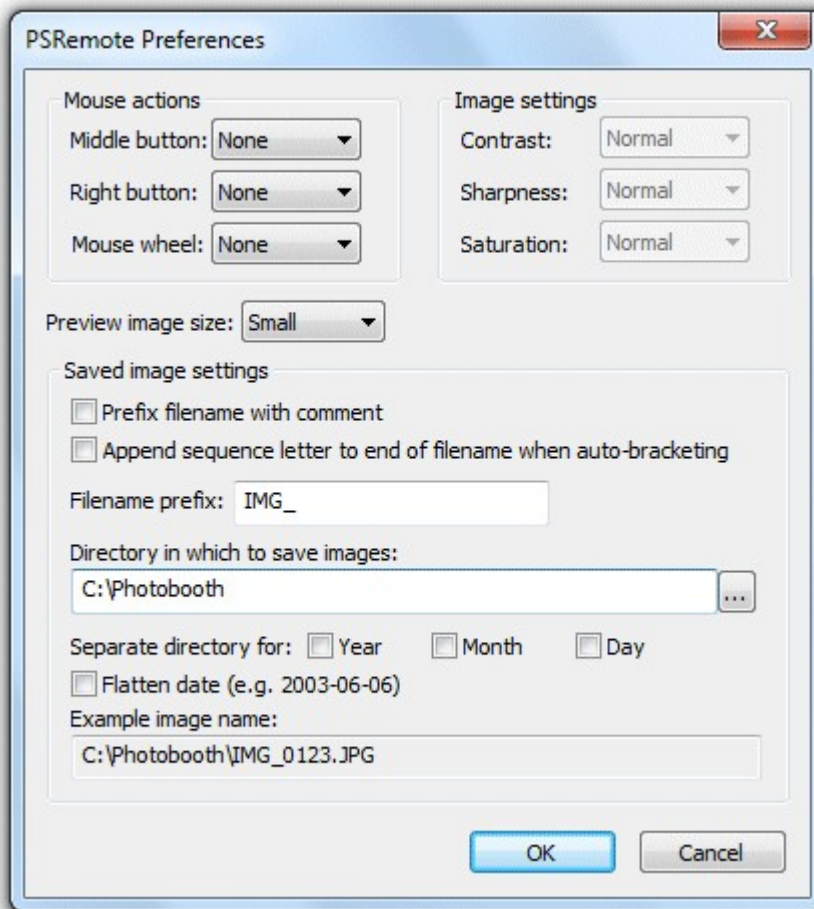 PSRemote Preferences
Mouse actions
Middle button: None
Right button: None
Mouse wheel: None
Image settings
Contrast: Normal
Sharpness: Normal
Saturation: Normal
Preview image size: Small
Saved image settings
Prefix filename with comment
Append sequence letter to end of filename when auto-bracketing
Filename prefix: IMG_
Directory in which to save images:
C:\Photobooth ...
Separate directory for: Year Month Day
Flatten date (e.g. 2003-06-06)
Example image name:
C:\Photobooth\IMG_0123.JPG
OK Cancel